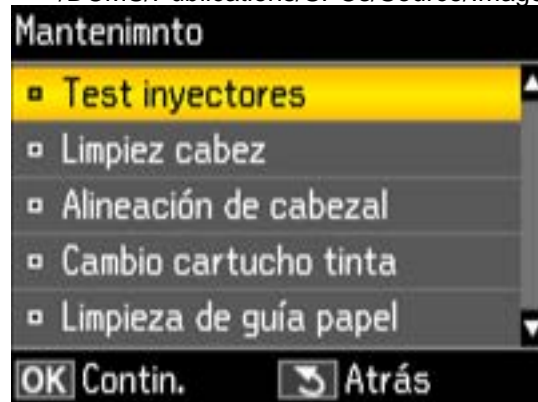 Mantenimnto
Test inyectores
Limpiez cabez
Alineación de cabezal
Cambio cartucho tinta
Limpieza de guía papel
OK Contin. Atrás